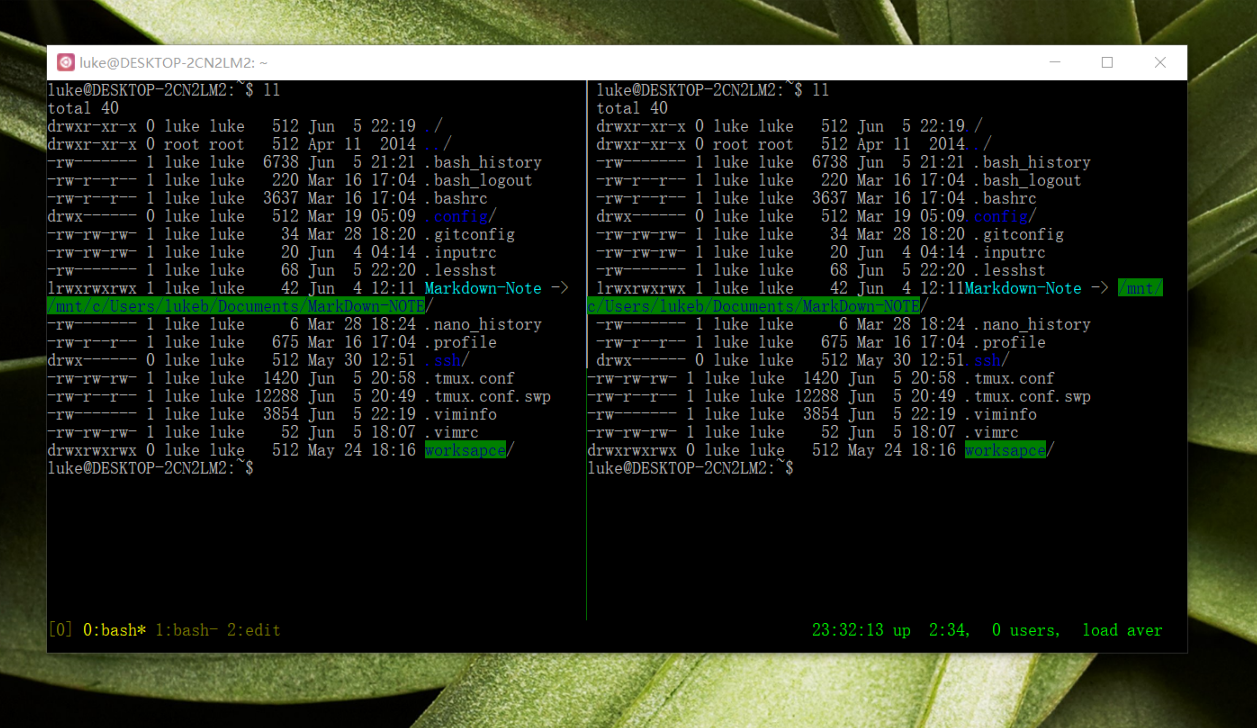 luke@DESKTOP-2CN2LM2: ~
luke@DESKTOP-2CN2LM2:~$ ll
total 40
drwxr-xr-x 0 luke luke   512 Jun  5 22:19 ./
drwxr-xr-x 0 root root   512 Apr 11  2014 ../
-rw------- 1 luke luke  6738 Jun  5 21:21 .bash_history
-rw-r--r-- 1 luke luke   220 Mar 16 17:04 .bash_logout
-rw-r--r-- 1 luke luke  3637 Mar 16 17:04 .bashrc
drwx------ 0 luke luke   512 Mar 19 05:09 .config/
-rw-rw-rw- 1 luke luke    34 Mar 28 18:20 .gitconfig
-rw-rw-rw- 1 luke luke    20 Jun  4 04:14 .inputrc
-rw------- 1 luke luke    68 Jun  5 22:20 .lesshst
lrwxrwxrwx 1 luke luke    42 Jun  4 12:11 Markdown-Note ->
/mnt/c/Users/lukeb/Documents/MarkDown-NOTE/
-rw------- 1 luke luke     6 Mar 28 18:24 .nano_history
-rw-r--r-- 1 luke luke   675 Mar 16 17:04 .profile
drwx------ 0 luke luke   512 May 30 12:51 .ssh/
-rw-rw-rw- 1 luke luke  1420 Jun  5 20:58 .tmux.conf
-rw-r--r-- 1 luke luke 12288 Jun  5 20:49 .tmux.conf.swp
-rw------- 1 luke luke  3854 Jun  5 22:19 .viminfo
-rw-rw-rw- 1 luke luke    52 Jun  5 18:07 .vimrc
drwxrwxrwx 0 luke luke   512 May 24 18:16 worksapce/
luke@DESKTOP-2CN2LM2:~$
luke@DESKTOP-2CN2LM2:~$ ll
total 40
drwxr-xr-x 0 luke luke   512 Jun  5 22:19 ./
drwxr-xr-x 0 root root   512 Apr 11  2014 ../
-rw------- 1 luke luke  6738 Jun  5 21:21 .bash_history
-rw-r--r-- 1 luke luke   220 Mar 16 17:04 .bash_logout
-rw-r--r-- 1 luke luke  3637 Mar 16 17:04 .bashrc
drwx------ 0 luke luke   512 Mar 19 05:09 .config/
-rw-rw-rw- 1 luke luke    34 Mar 28 18:20 .gitconfig
-rw-rw-rw- 1 luke luke    20 Jun  4 04:14 .inputrc
-rw------- 1 luke luke    68 Jun  5 22:20 .lesshst
lrwxrwxrwx 1 luke luke    42 Jun  4 12:11 Markdown-Note -> /mnt/
c/Users/lukeb/Documents/MarkDown-NOTE/
-rw------- 1 luke luke     6 Mar 28 18:24 .nano_history
-rw-r--r-- 1 luke luke   675 Mar 16 17:04 .profile
drwx------ 0 luke luke   512 May 30 12:51 .ssh/
-rw-rw-rw- 1 luke luke  1420 Jun  5 20:58 .tmux.conf
-rw-r--r-- 1 luke luke 12288 Jun  5 20:49 .tmux.conf.swp
-rw------- 1 luke luke  3854 Jun  5 22:19 .viminfo
-rw-rw-rw- 1 luke luke    52 Jun  5 18:07 .vimrc
drwxrwxrwx 0 luke luke   512 May 24 18:16 worksapce/
luke@DESKTOP-2CN2LM2:~$
[0] 0:bash* 1:bash- 2:edit
23:32:13 up  2:34,  0 users,  load aver